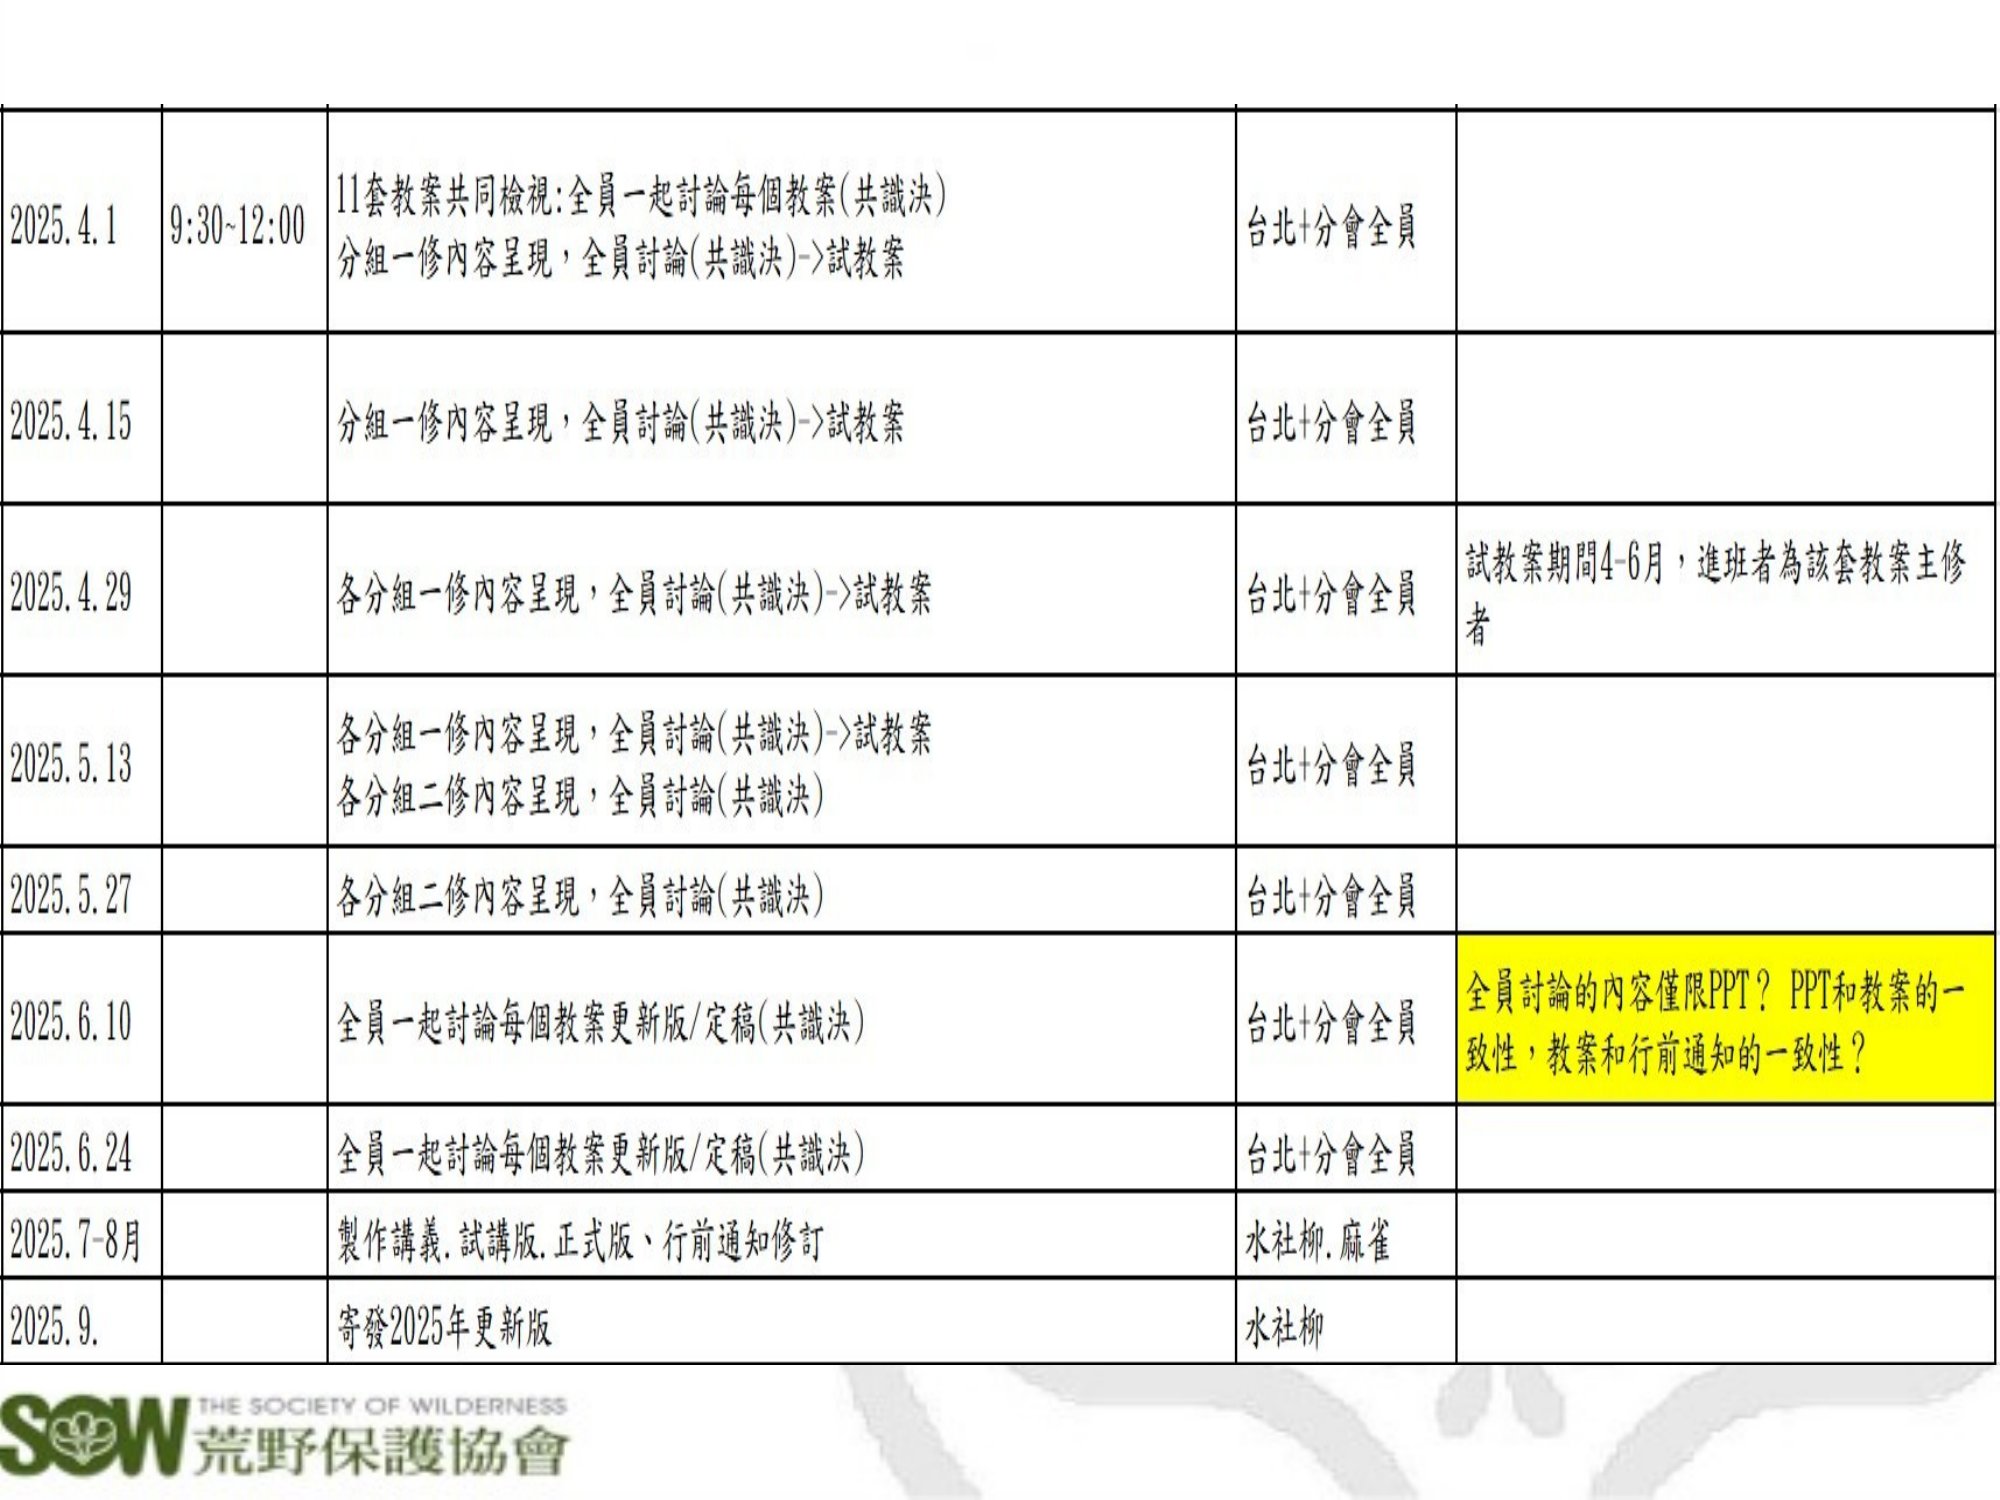 2025.4.1
9:30~12:00
11套教案共同檢視:全員一起討論每個教案(共識決)
分組一修內容呈現，全員討論(共識決)->試教案
台北+分會全員
2025.4.15
分組一修內容呈現，全員討論(共識決)->試教案
台北+分會全員
2025.4.29
各分組一修內容呈現，全員討論(共識決)->試教案
台北+分會全員
試教案期間4-6月，進班者為該套教案主修
者
2025.5.13
各分組一修內容呈現，全員討論(共識決)->試教案
各分組二修內容呈現，全員討論(共識決)
台北+分會全員
2025.5.27
各分組二修內容呈現，全員討論(共識決)
台北+分會全員
2025.6.10
全員一起討論每個教案更新版/定稿(共識決)
台北+分會全員
全員討論的內容僅限PPT？ PPT和教案的一
致性，教案和行前通知的一致性？
2025.6.24
全員一起討論每個教案更新版/定稿(共識決)
台北+分會全員
2025.7-8月
製作講義.試講版.正式版、行前通知修訂
水社柳.麻雀
2025.9.
寄發2025年更新版
水社柳
SOW THE SOCIETY OF WILDERNESS
荒野保護協會